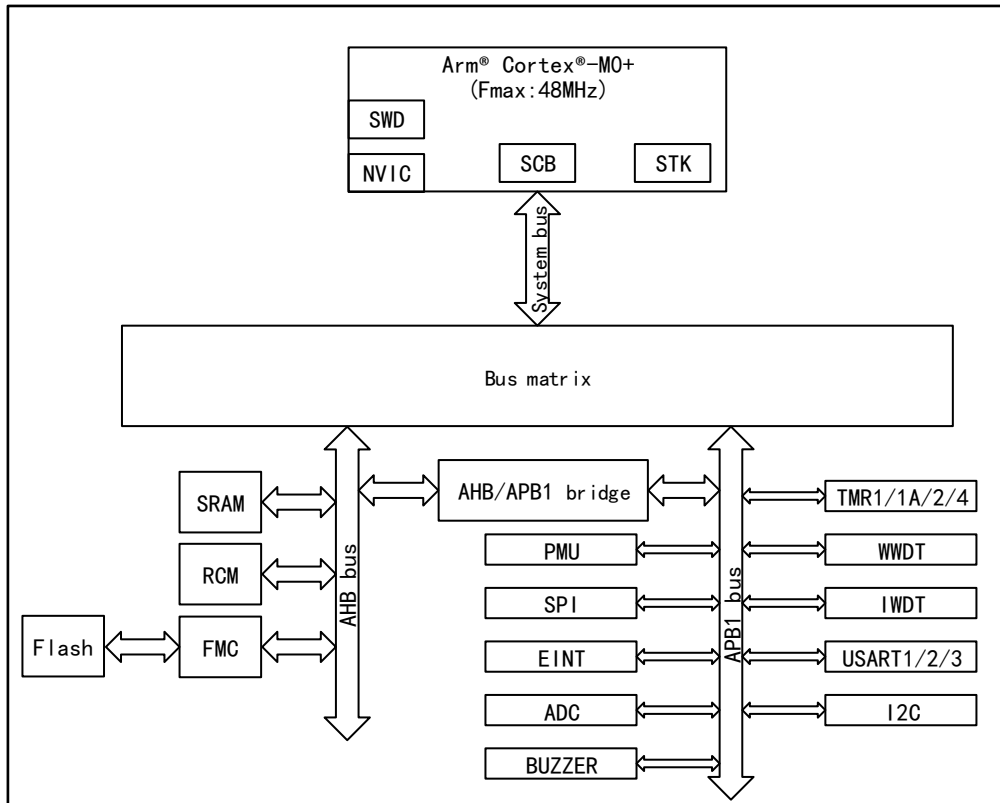 Arm® Cortex®-M0+
(Fmax:48MHz)
SWD
NVIC
SCB
STK
System bus
Bus matrix
SRAM
RCM
Flash
FMC
AHB bus
AHB/APB1 bridge
PMU
SPI
EINT
ADC
BUZZER
APB1 bus
TMR1/1A/2/4
WWDT
IWDT
USART1/2/3
I2C